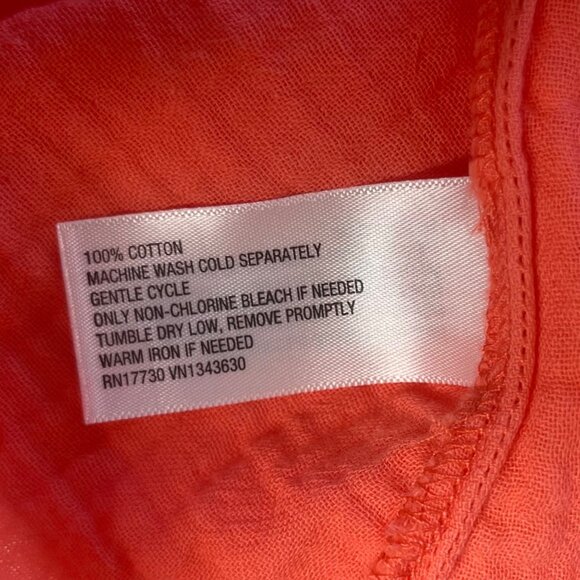 100% COTTON
MACHINE WASH COLD SEPARATELY
GENTLE CYCLE
ONLY NON-CHLORINE BLEACH IF NEEDED
TUMBLE DRY LOW, REMOVE PROMPTLY
WARM IRON IF NEEDED
RN17730 VN1343630